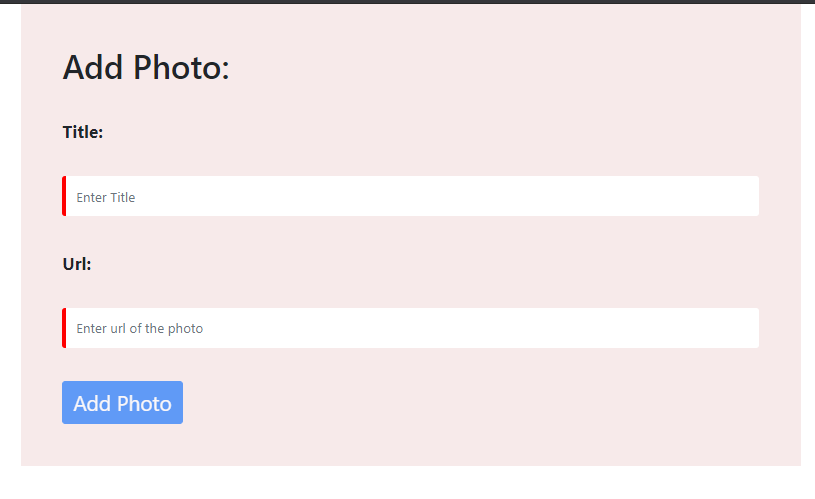 Add Photo:
Title:
Enter Title
Url:
Enter url of the photo
Add Photo